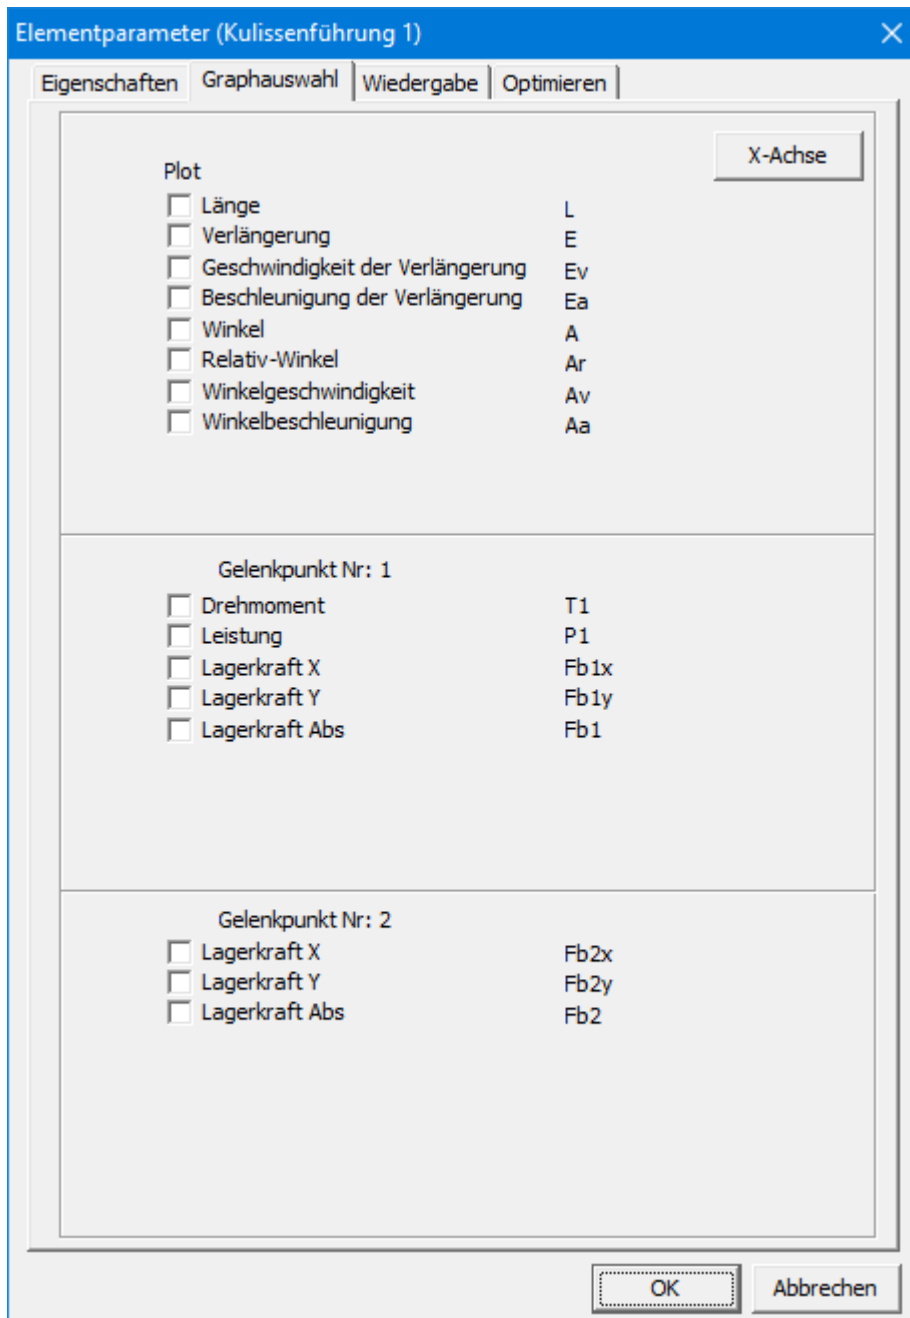 Elementparameter (Kulissenführung 1)
Eigenschaften Graphauswahl Wiedergabe Optimieren
X-Achse
Plot
Länge L
Verlängerung E
Geschwindigkeit der Verlängerung Ev
Beschleunigung der Verlängerung Ea
Winkel A
Relativ-Winkel Ar
Winkelgeschwindigkeit Av
Winkelbeschleunigung Aa
Gelenkpunkt Nr: 1
Drehmoment T1
Leistung P1
Lagerkraft X Fb1x
Lagerkraft Y Fb1y
Lagerkraft Abs Fb1
Gelenkpunkt Nr: 2
Lagerkraft X Fb2x
Lagerkraft Y Fb2y
Lagerkraft Abs Fb2
OK Abbrechen